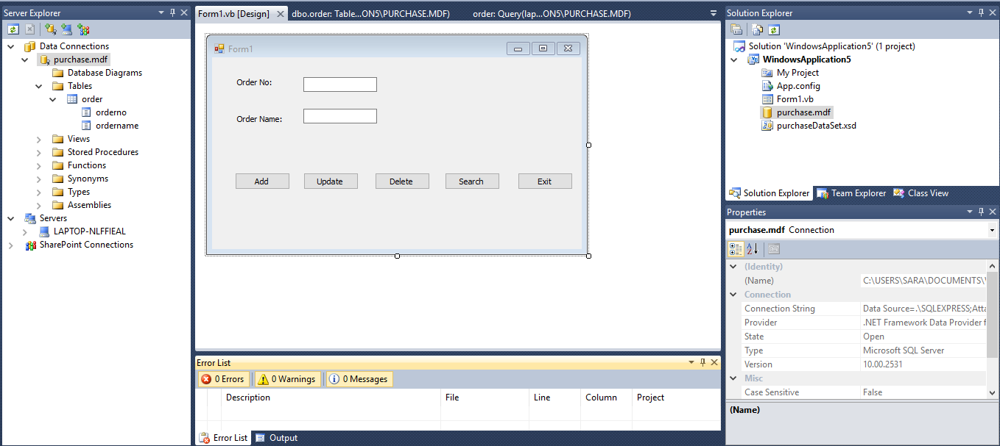 Server Explorer
Data Connections
purchase.mdf
Database Diagrams
Tables
order
orderno
ordername
Views
Stored Procedures
Functions
Synonyms
Types
Assemblies
Servers
LAPTOP-NLFFIEAL
SharePoint Connections
Form1.vb [Design]
dbo.order: Table...ON5\PURCHASE.MDF)
order: Query(lap...ON5\PURCHASE.MDF)
Form1
Order No:
Order Name:
Add
Update
Delete
Search
Exit
Error List
0 Errors
0 Warnings
0 Messages
Description
File
Line
Column
Project
Error List
Output
Solution Explorer
Solution 'WindowsApplication5' (1 project)
WindowsApplication5
My Project
App.config
Form1.vb
purchase.mdf
purchaseDataSet.xsd
Solution Explorer
Team Explorer
Class View
Properties
purchase.mdf Connection
(Identity)
(Name) C:\USERS\SARA\DOCUMENTS\
Connection
Connection String Data Source=.\SQLEXPRESS;Atta
Provider .NET Framework Data Provider f
State Open
Type Microsoft SQL Server
Version 10.00.2531
Misc
Case Sensitive False
(Name)